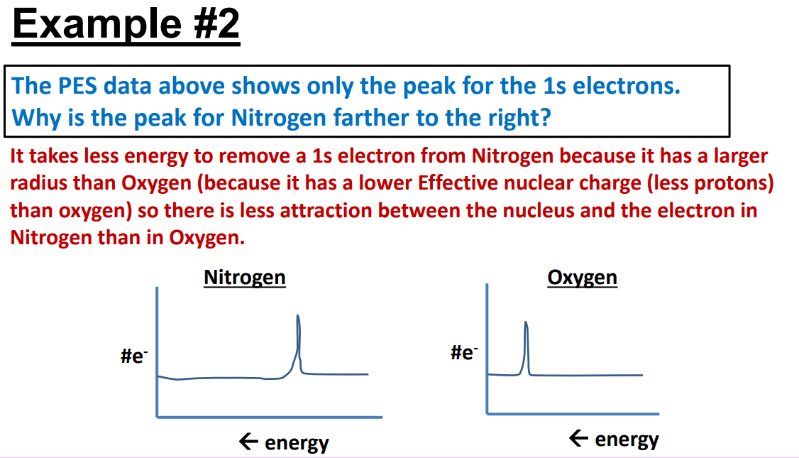 Example #2
The PES data above shows only the peak for the 1s electrons.
Why is the peak for Nitrogen farther to the right?
It takes less energy to remove a 1s electron from Nitrogen because it has a larger
radius than Oxygen (because it has a lower Effective nuclear charge (less protons)
than oxygen) so there is less attraction between the nucleus and the electron in
Nitrogen than in Oxygen.
Nitrogen
#e⁻
← energy
Oxygen
#e⁻
← energy